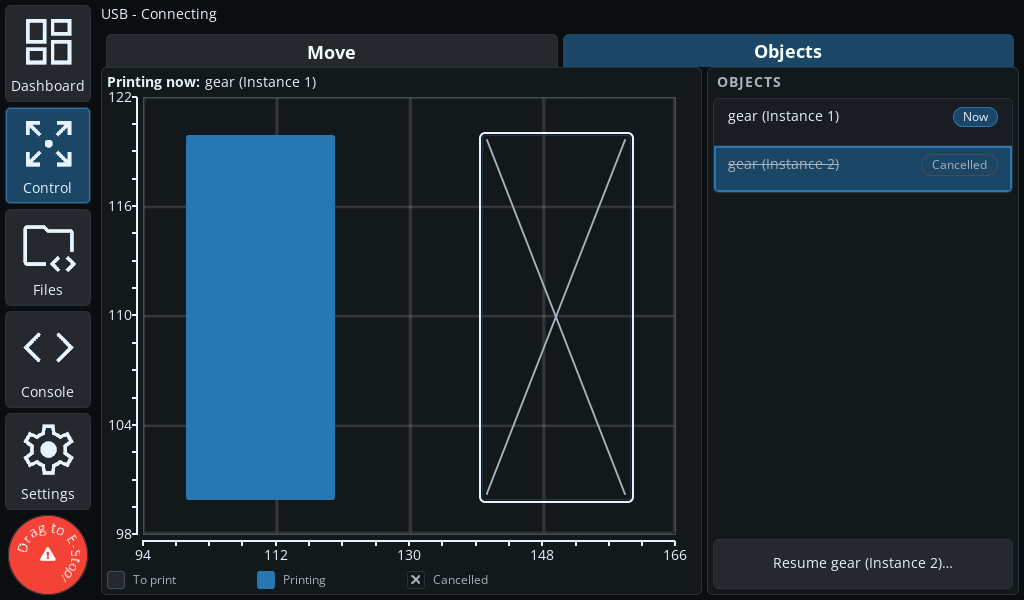 USB - Connecting
Dashboard
Control
Files
Console
Settings
Drag to E-Stop!
Move
Objects
Printing now: gear (Instance 1)
122
116
110
104
98
94
112
130
148
166
To print
Printing
Cancelled
OBJECTS
gear (Instance 1)
Now
gear (Instance 2)
Cancelled
Resume gear (Instance 2)...